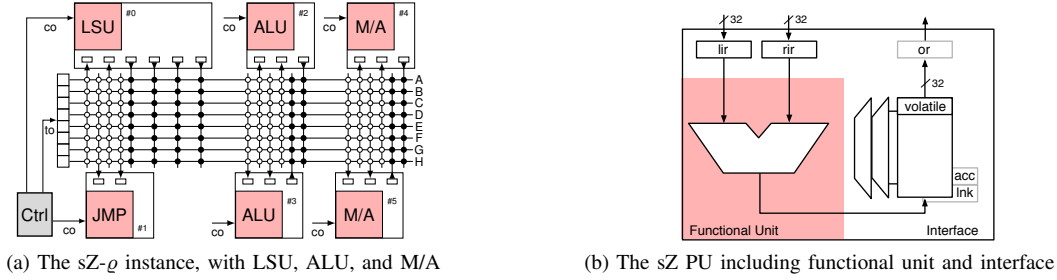 co
LSU
#0
co
ALU
#2
co
M/A
#4
A
B
C
D
E
F
G
H
to
Ctrl
co
JMP
#1
co
ALU
#3
co
M/A
#5
(a) The sZ-ϱ instance, with LSU, ALU, and M/A
32
32
lir
rir
or
32
volatile
acc
lnk
Functional Unit
Interface
(b) The sZ PU including functional unit and interface